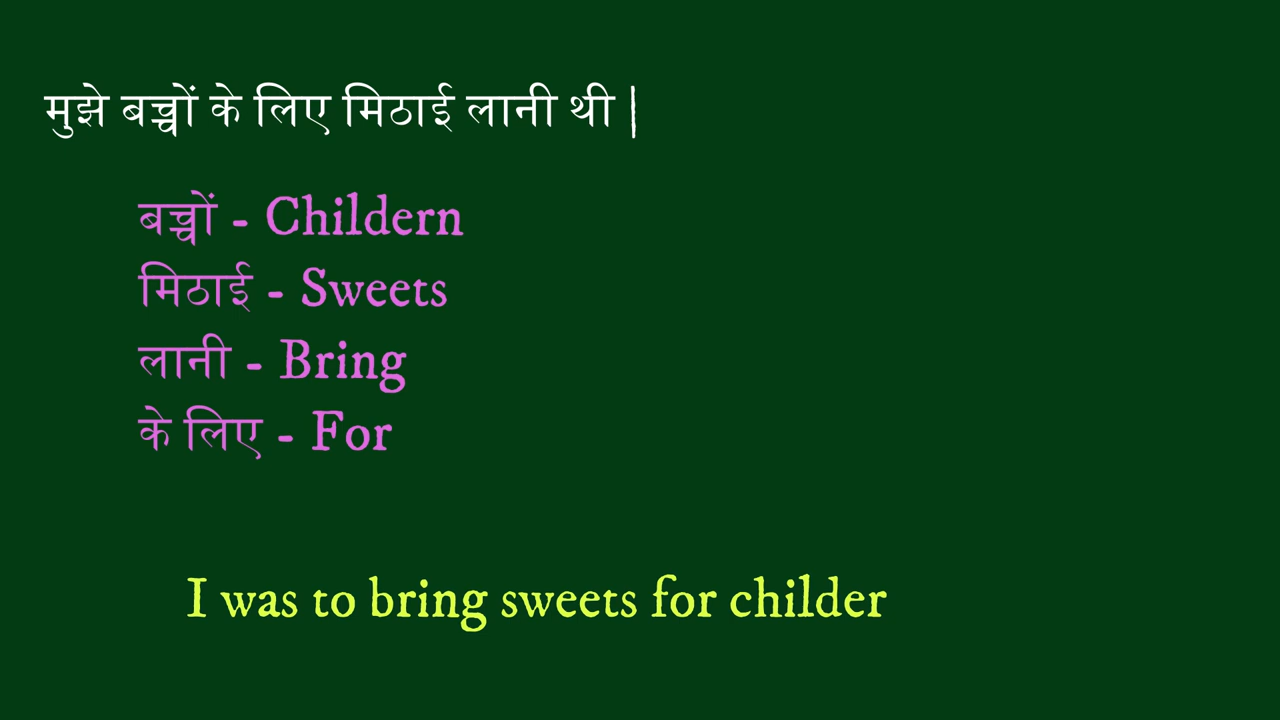 मुझे बच्चों के लिए मिठाई लानी थी |
बच्चों - Childern
मिठाई - Sweets
लानी - Bring
के लिए - For
I was to bring sweets for childer